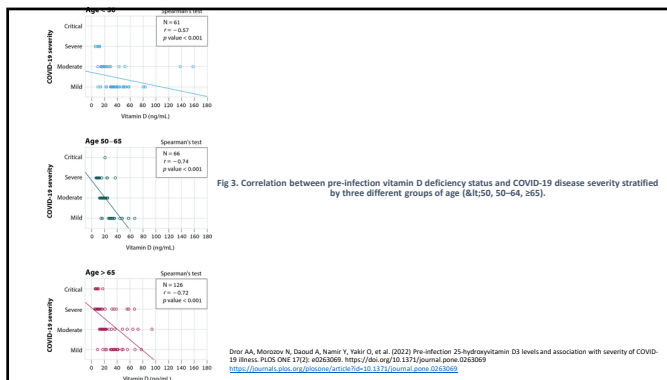 Age < 50
Spearman's test
N = 61
r = −0.57
p value < 0.001
COVID-19 severity
Critical
Severe
Moderate
Mild
0 20 40 60 80 100 120 140 160 180
Vitamin D (ng/mL)
Age 50–65
Spearman's test
N = 66
r = −0.74
p value < 0.001
COVID-19 severity
Critical
Severe
Moderate
Mild
0 20 40 60 80 100 120 140 160 180
Vitamin D (ng/mL)
Fig 3. Correlation between pre-infection vitamin D deficiency status and COVID-19 disease severity stratified
by three different groups of age (&lt;50, 50–64, ≥65).
Age > 65
Spearman's test
N = 126
r = −0.72
p value < 0.001
COVID-19 severity
Critical
Severe
Moderate
Mild
0 20 40 60 80 100 120 140 160 180
Vitamin D (ng/mL)
Dror AA, Morozov N, Daoud A, Namir Y, Yakir O, et al. (2022) Pre-infection 25-hydroxyvitamin D3 levels and association with severity of COVID-
19 illness. PLOS ONE 17(2): e0263069. https://doi.org/10.1371/journal.pone.0263069
https://journals.plos.org/plosone/article?id=10.1371/journal.pone.0263069